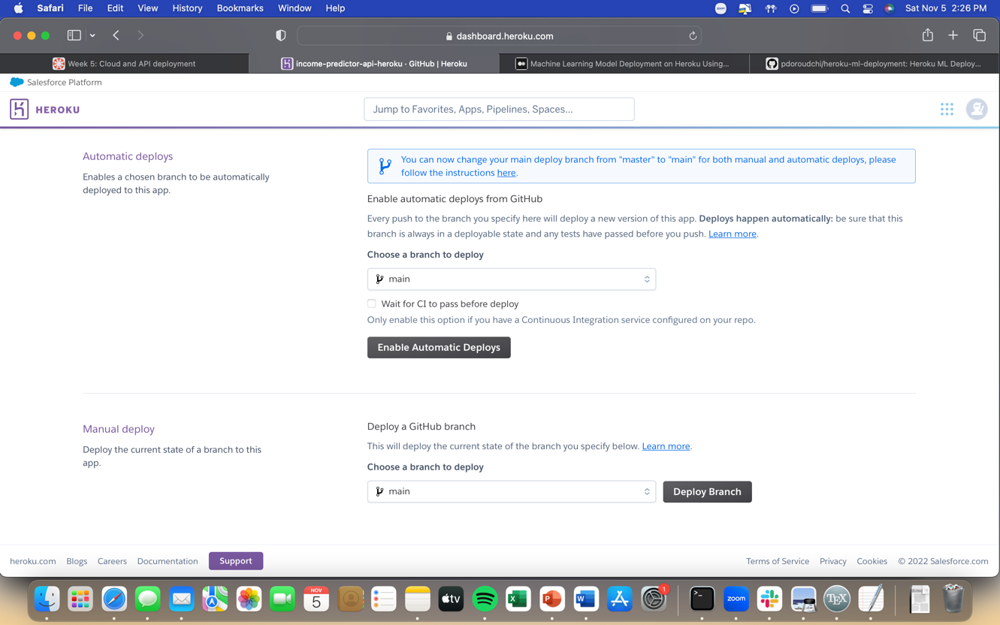 Safari File Edit View History Bookmarks Window Help
zoom
Sat Nov 5 2:26 PM
dashboard.heroku.com
Week 5: Cloud and API deployment
income-predictor-api-heroku · GitHub | Heroku
Machine Learning Model Deployment on Heroku Using...
pdoroudchi/heroku-ml-deployment: Heroku ML Deploy...
Salesforce Platform
HEROKU
Jump to Favorites, Apps, Pipelines, Spaces...
Automatic deploys
Enables a chosen branch to be automatically
deployed to this app.
You can now change your main deploy branch from "master" to "main" for both manual and automatic deploys, please
follow the instructions here.
Enable automatic deploys from GitHub
Every push to the branch you specify here will deploy a new version of this app. Deploys happen automatically: be sure that this
branch is always in a deployable state and any tests have passed before you push. Learn more.
Choose a branch to deploy
main
Wait for CI to pass before deploy
Only enable this option if you have a Continuous Integration service configured on your repo.
Enable Automatic Deploys
Manual deploy
Deploy the current state of a branch to this
app.
Deploy a GitHub branch
This will deploy the current state of the branch you specify below. Learn more.
Choose a branch to deploy
main
Deploy Branch
heroku.com Blogs Careers Documentation Support
Terms of Service Privacy Cookies © 2022 Salesforce.com
NOV
5
tv
X
P
W
1
>_
zoom
TEX